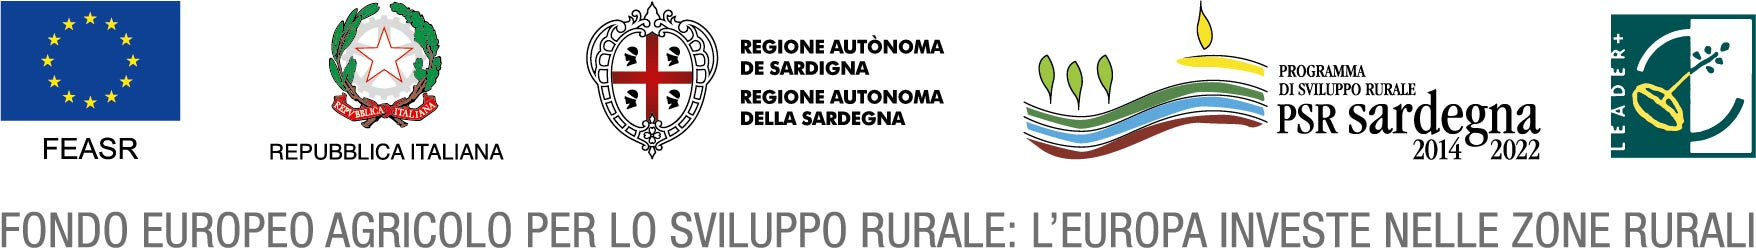 FEASR
REPUBBLICA ITALIANA
REPUBBLICA ITALIANA
REGIONE AUTÒNOMA
DE SARDIGNA
REGIONE AUTONOMA
DELLA SARDEGNA
PROGRAMMA
DI SVILUPPO RURALE
PSR sardegna
2014 2022
LEADER+
FONDO EUROPEO AGRICOLO PER LO SVILUPPO RURALE: L'EUROPA INVESTE NELLE ZONE RURALI